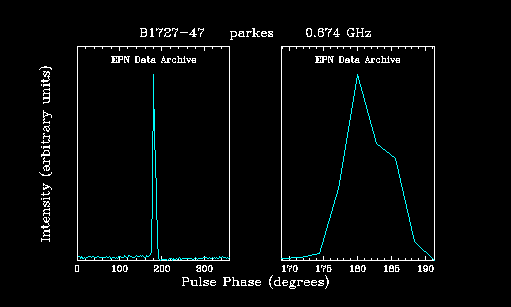 B1727-47 parkes 0.674 GHz
EPN Data Archive EPN Data Archive
Intensity (arbitrary units)
0 100 200 300 170 175 180 185 190
Pulse Phase (degrees)